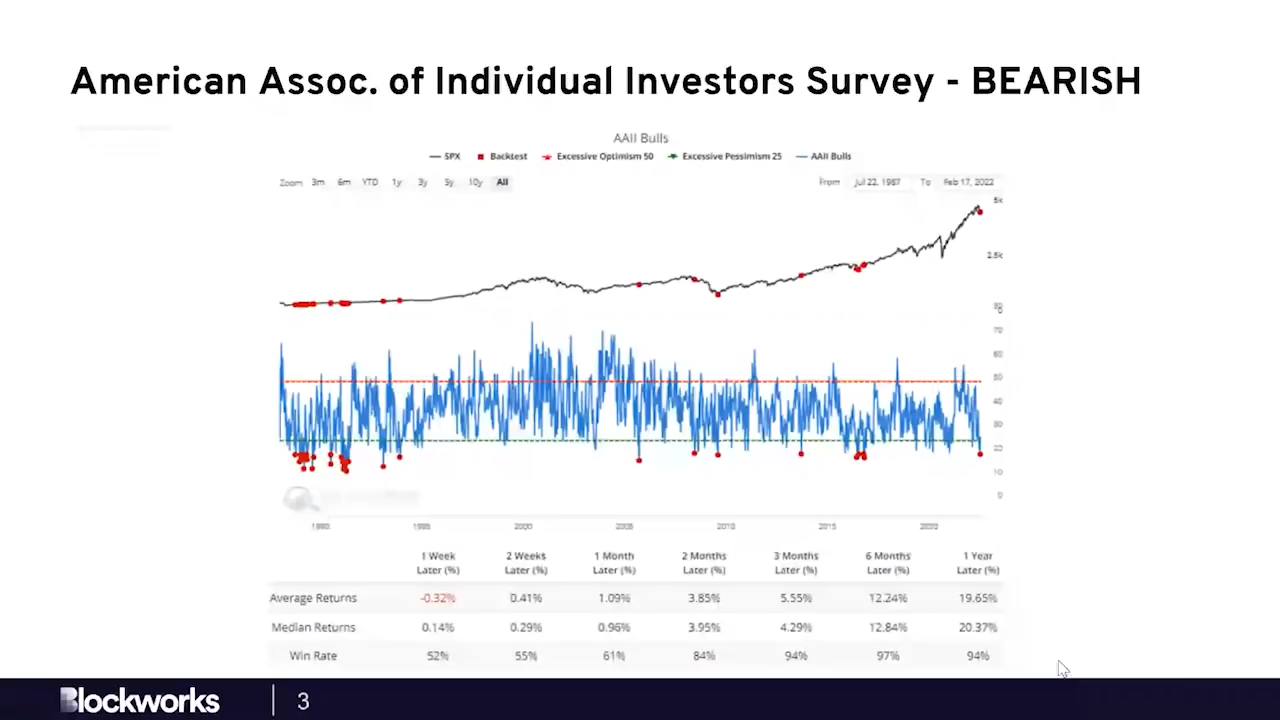 American Assoc. of Individual Investors Survey - BEARISH
AAII Bulls
SPX Backtest Excessive Optimism 50 Excessive Pessimism 25 AAII Bulls
Zoom 3m 6m YTD 1y 3y 5y 10y All From Jul 22, 1987 To Feb 17, 2022
5k
2.5k
0
80
70
60
50
40
30
20
10
0
1990 1995 2000 2005 2010 2015 2020
1 Week 2 Weeks 1 Month 2 Months 3 Months 6 Months 1 Year
Later (%) Later (%) Later (%) Later (%) Later (%) Later (%) Later (%)
Average Returns -0.32% 0.41% 1.09% 3.85% 5.55% 12.24% 19.65%
Median Returns 0.14% 0.29% 0.96% 3.95% 4.29% 12.84% 20.37%
Win Rate 52% 55% 61% 84% 94% 97% 94%
Blockworks 3